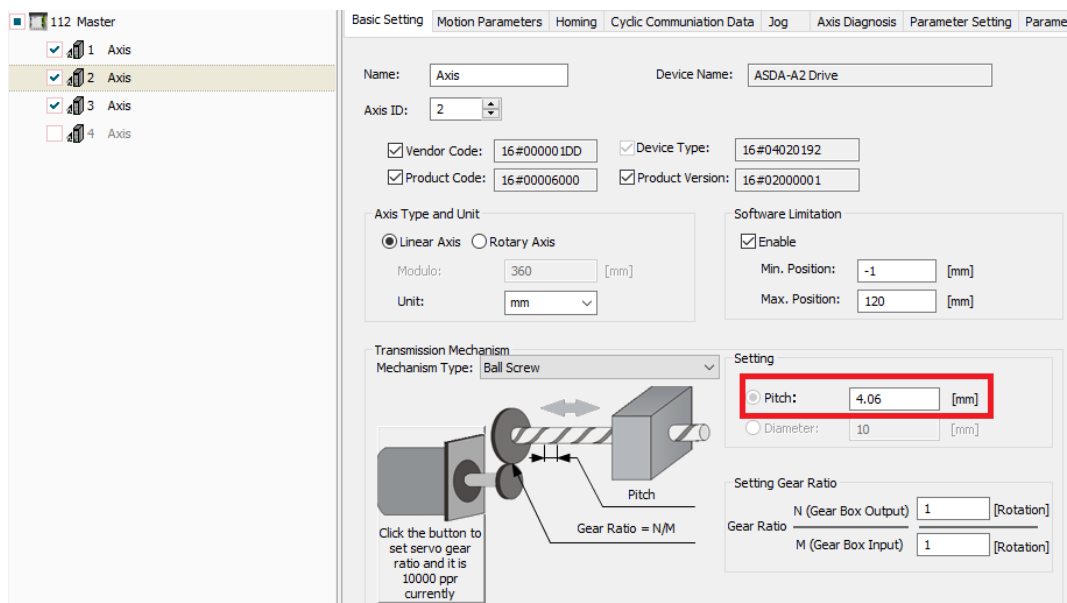 112 Master
1 Axis
2 Axis
3 Axis
4 Axis
Basic Setting Motion Parameters Homing Cyclic Communiation Data Jog Axis Diagnosis Parameter Setting Parame
Name: Axis Device Name: ASDA-A2 Drive
Axis ID: 2
Vendor Code: 16#000001DD Device Type: 16#04020192
Product Code: 16#00006000 Product Version: 16#02000001
Axis Type and Unit
Linear Axis Rotary Axis
Modulo: 360 [mm]
Unit: mm
Software Limitation
Enable
Min. Position: -1 [mm]
Max. Position: 120 [mm]
Transmission Mechanism
Mechanism Type: Ball Screw
Pitch
Gear Ratio = N/M
Click the button to
set servo gear
ratio and it is
10000 ppr
currently
Setting
Pitch: 4.06 [mm]
Diameter: 10 [mm]
Setting Gear Ratio
N (Gear Box Output) 1 [Rotation]
Gear Ratio
M (Gear Box Input) 1 [Rotation]